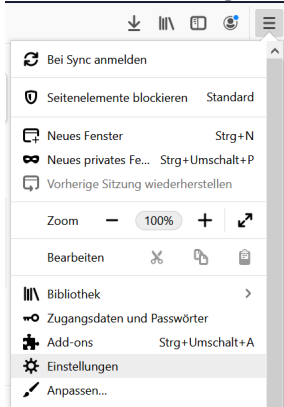 Bei Sync anmelden
Seitenelemente blockieren Standard
Neues Fenster Strg+N
Neues privates Fe... Strg+Umschalt+P
Vorherige Sitzung wiederherstellen
Zoom − 100% +
Bearbeiten
Bibliothek
Zugangsdaten und Passwörter
Add-ons Strg+Umschalt+A
Einstellungen
Anpassen...